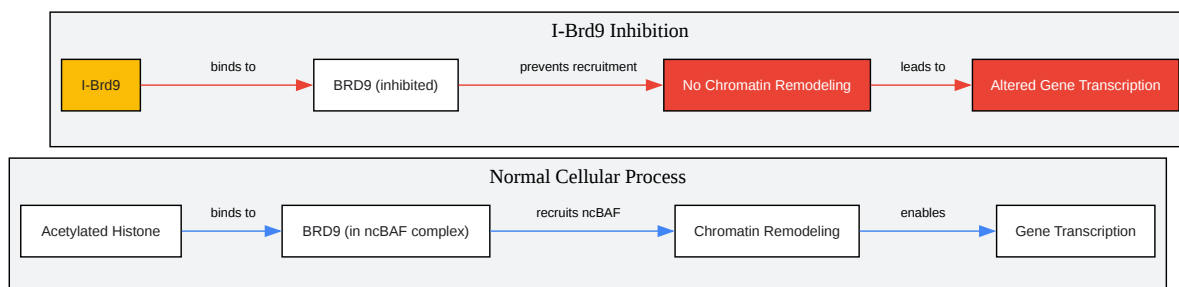 I-Brd9 Inhibition
I-Brd9
binds to
BRD9 (inhibited)
prevents recruitment
No Chromatin Remodeling
leads to
Altered Gene Transcription
Normal Cellular Process
Acetylated Histone
binds to
BRD9 (in ncBAF complex)
recruits ncBAF
Chromatin Remodeling
enables
Gene Transcription